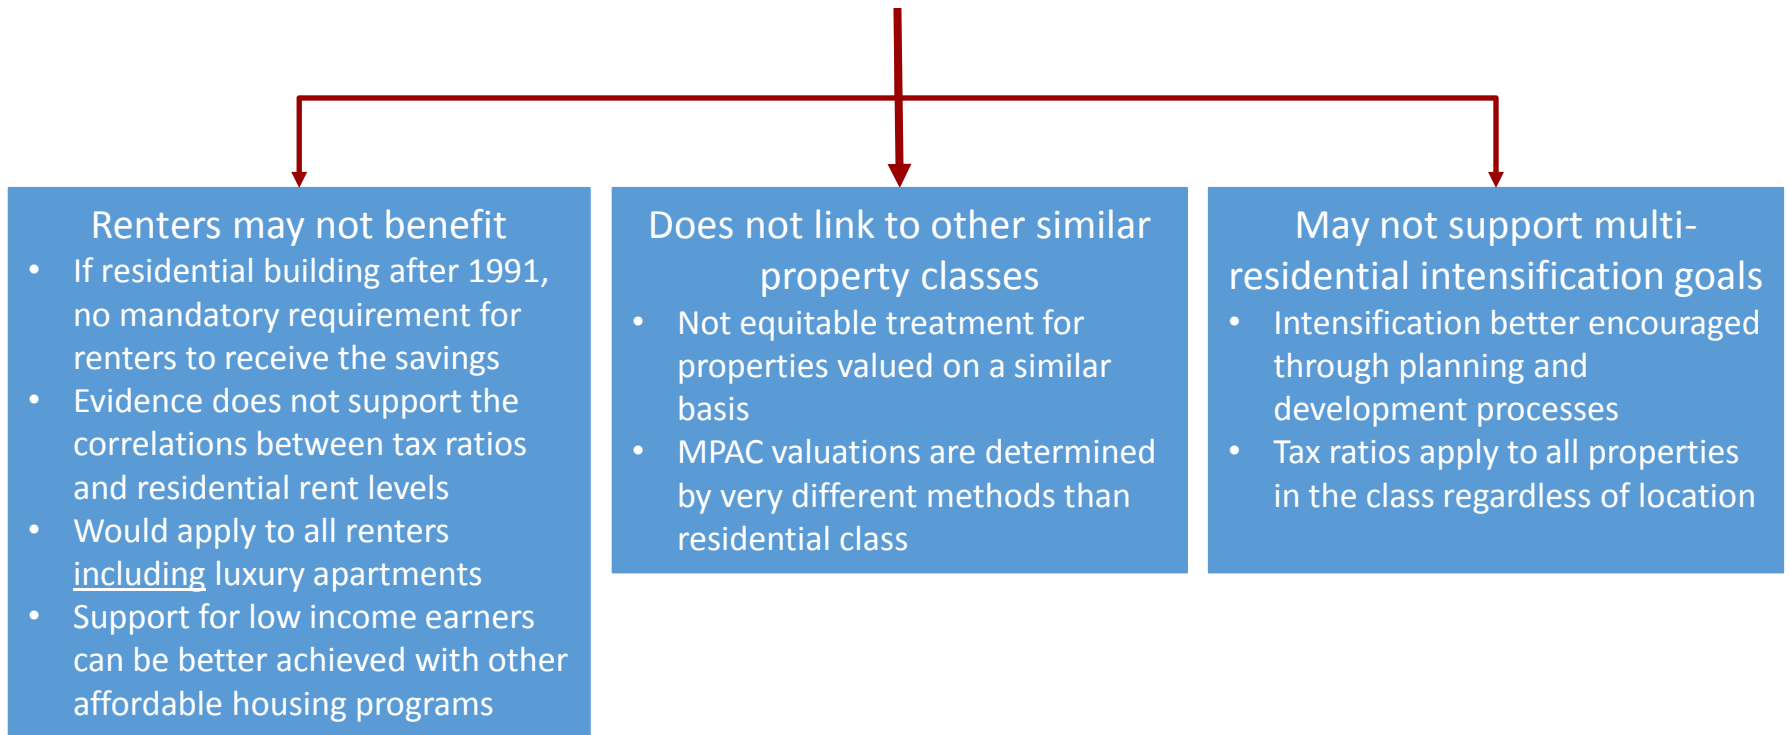 Renters may not benefit
• If residential building after 1991,
no mandatory requirement for
renters to receive the savings
• Evidence does not support the
correlations between tax ratios
and residential rent levels
• Would apply to all renters
including luxury apartments
• Support for low income earners
can be better achieved with other
affordable housing programs
Does not link to other similar
property classes
• Not equitable treatment for
properties valued on a similar
basis
• MPAC valuations are determined
by very different methods than
residential class
May not support multi-
residential intensification goals
• Intensification better encouraged
through planning and
development processes
• Tax ratios apply to all properties
in the class regardless of location